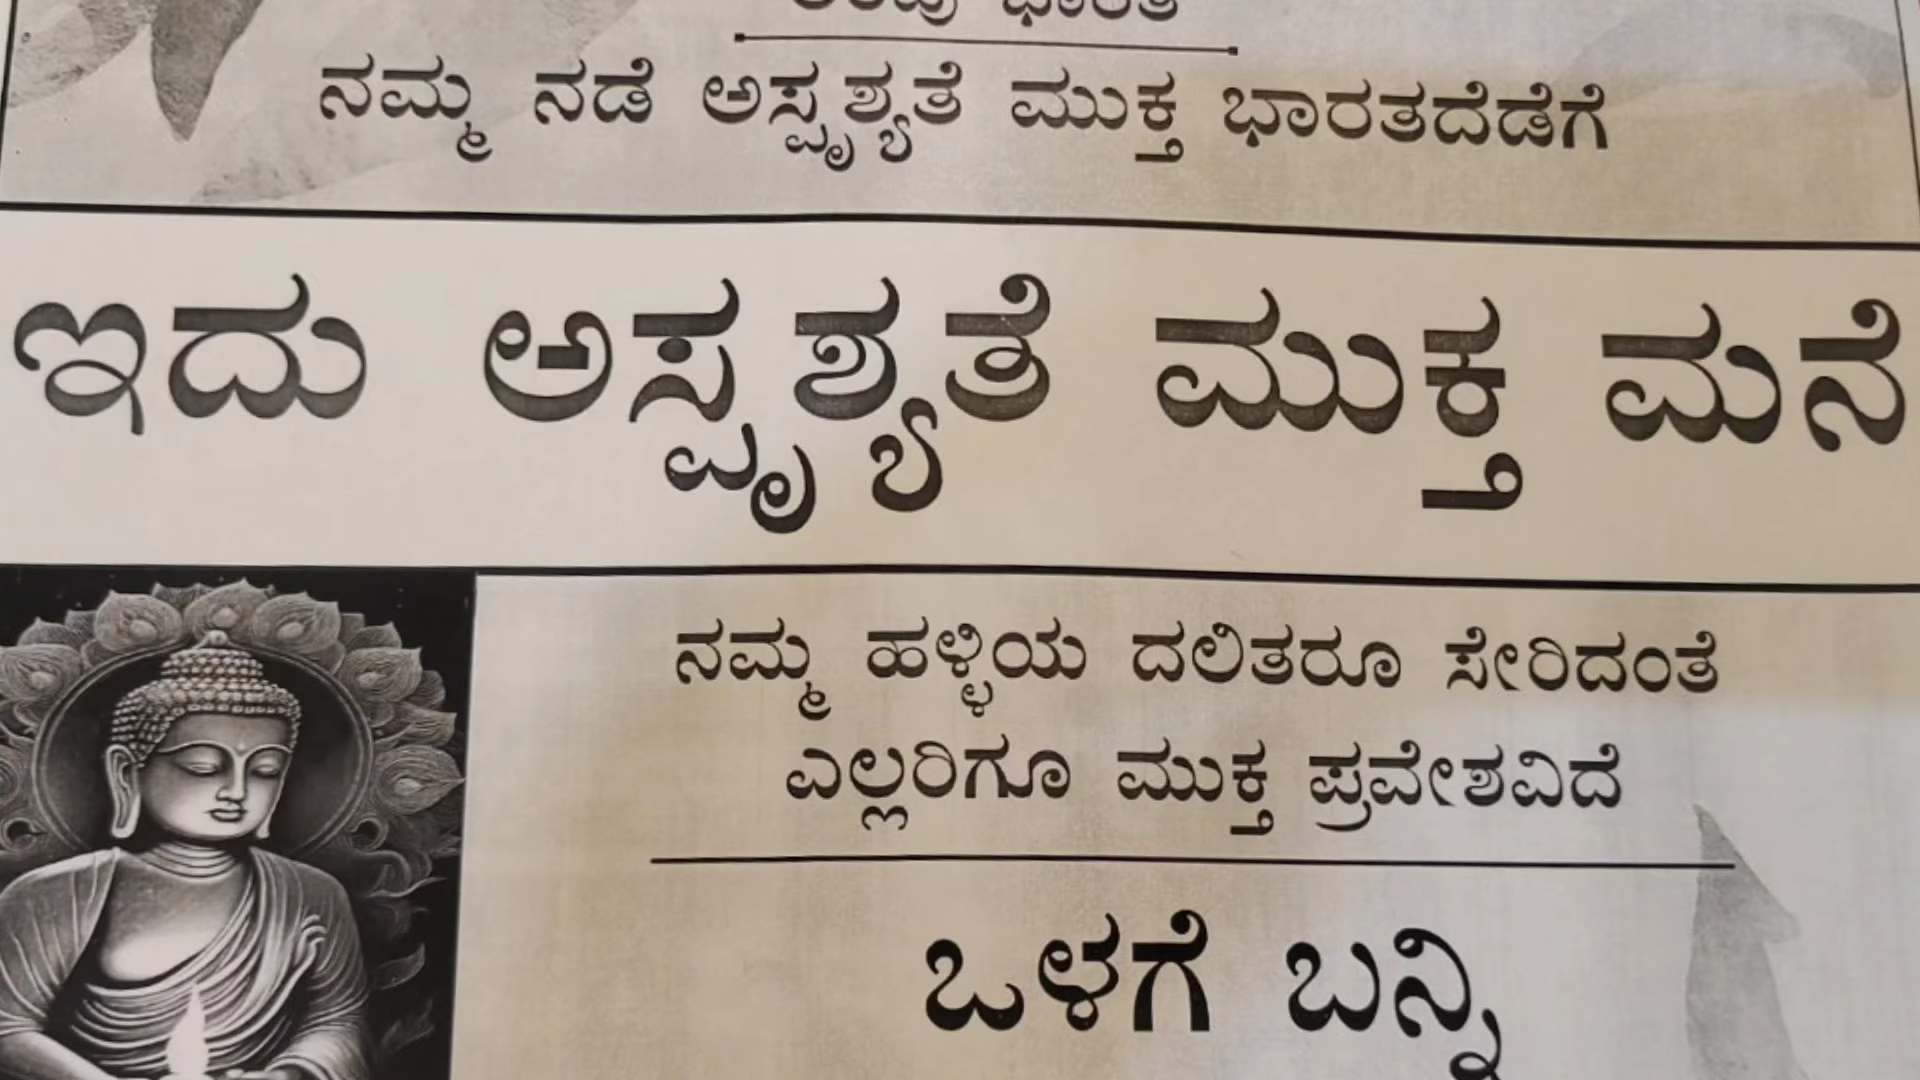 ಭಾರತ
ನಮ್ಮ ನಡೆ ಅಸ್ಪೃಶ್ಯತೆ ಮುಕ್ತ ಭಾರತದೆಡೆಗೆ
ಇದು ಅಸ್ಪೃಶ್ಯತೆ ಮುಕ್ತ ಮನೆ
ನಮ್ಮ ಹಳ್ಳಿಯ ದಲಿತರೂ ಸೇರಿದಂತೆ
ಎಲ್ಲರಿಗೂ ಮುಕ್ತ ಪ್ರವೇಶವಿದೆ
ಒಳಗೆ ಬನ್ನಿ